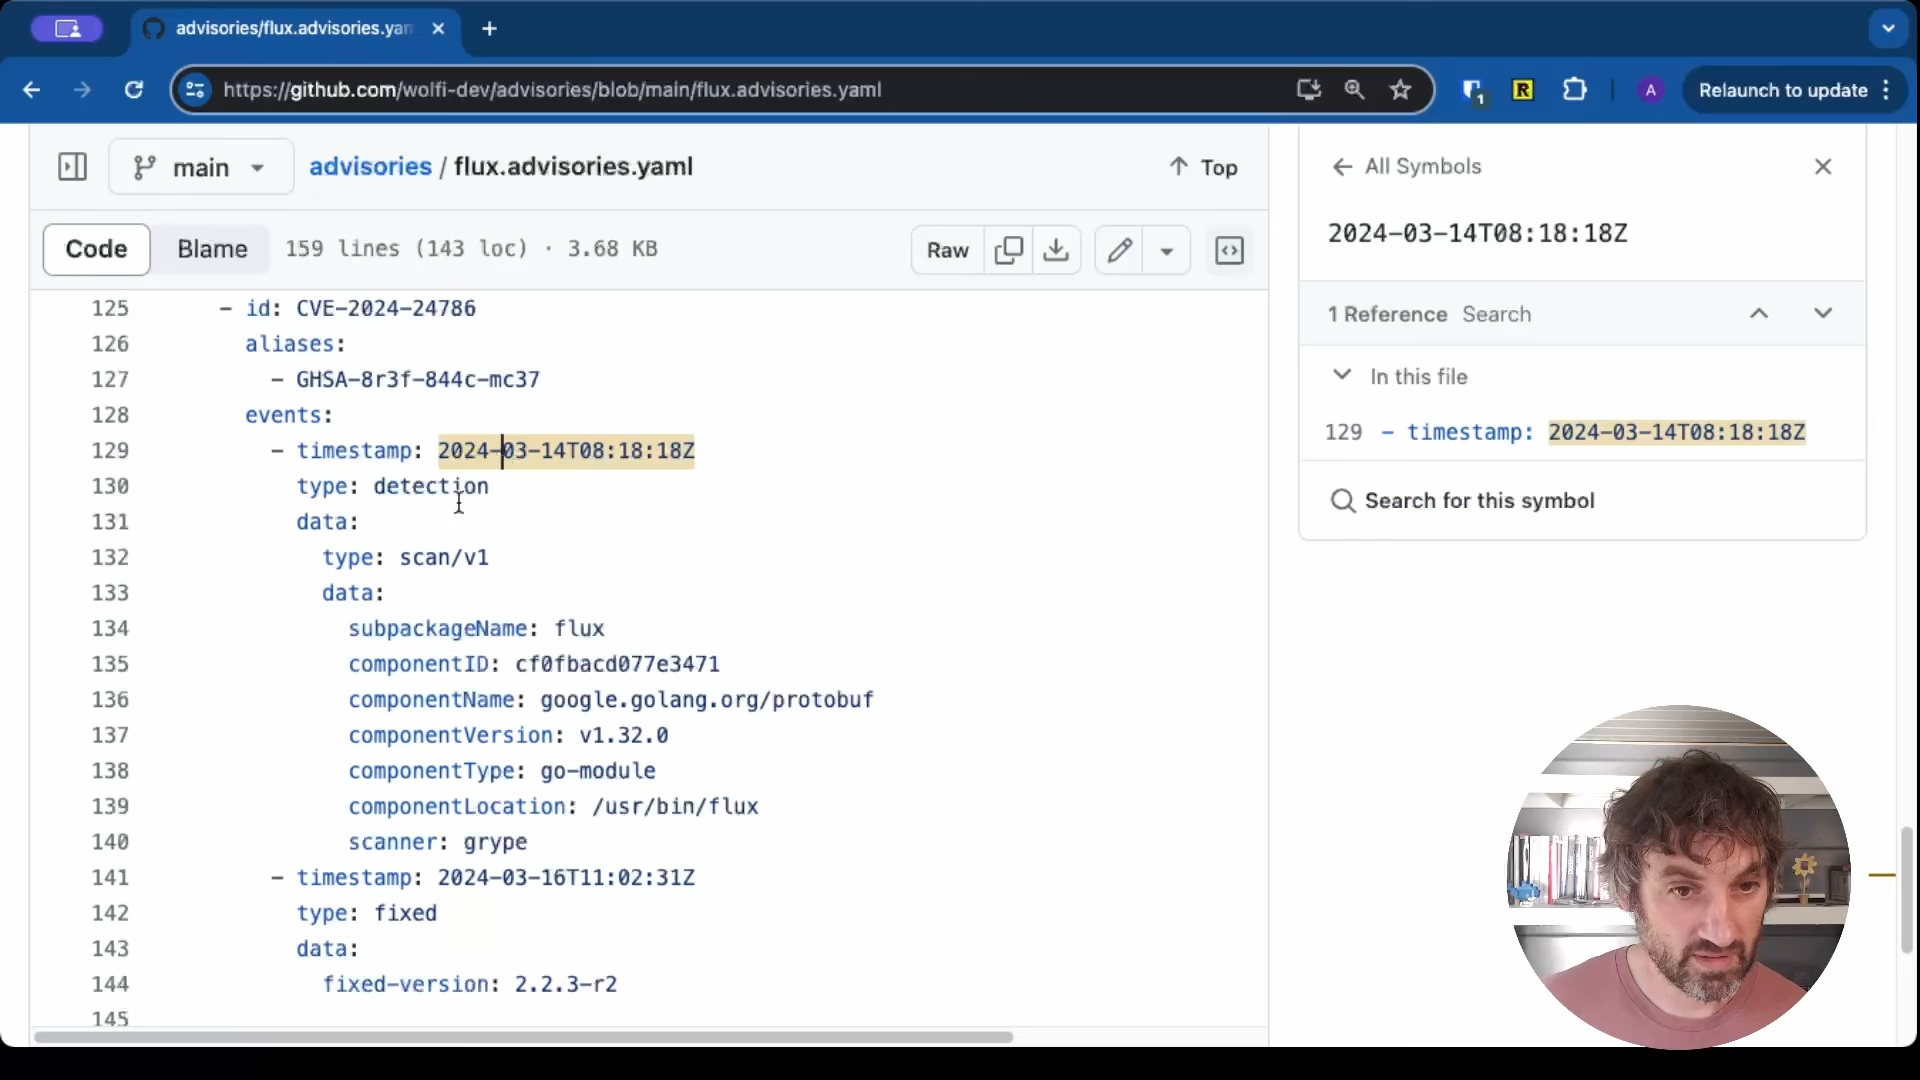 advisories/flux.advisories.yam
https://github.com/wolfi-dev/advisories/blob/main/flux.advisories.yaml
1
R
A
Relaunch to update
main
advisories / flux.advisories.yaml
Top
Code
Blame
159 lines (143 loc) · 3.68 KB
Raw
125 - id: CVE-2024-24786
126 aliases:
127 - GHSA-8r3f-844c-mc37
128 events:
129 - timestamp: 2024-03-14T08:18:18Z
130 type: detection
131 data:
132 type: scan/v1
133 data:
134 subpackageName: flux
135 componentID: cf0fbacd077e3471
136 componentName: google.golang.org/protobuf
137 componentVersion: v1.32.0
138 componentType: go-module
139 componentLocation: /usr/bin/flux
140 scanner: grype
141 - timestamp: 2024-03-16T11:02:31Z
142 type: fixed
143 data:
144 fixed-version: 2.2.3-r2
145
All Symbols
2024-03-14T08:18:18Z
1 Reference Search
In this file
129 - timestamp: 2024-03-14T08:18:18Z
Search for this symbol